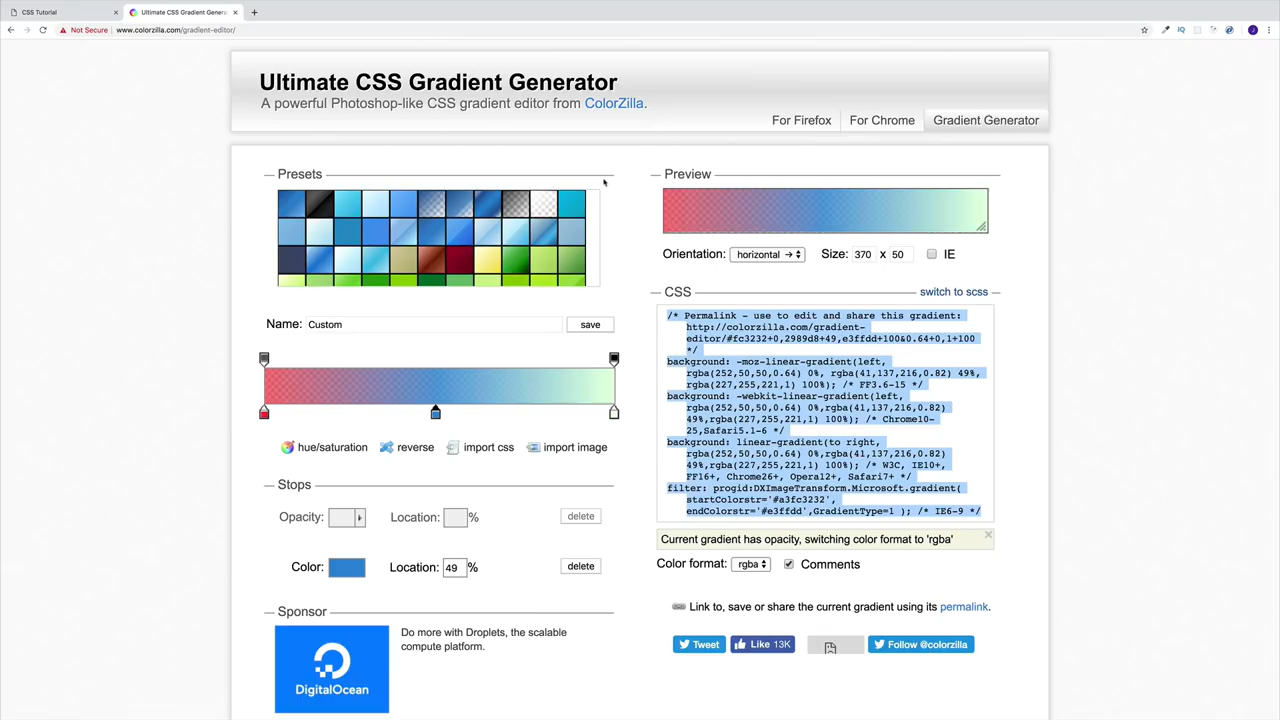 CSS Tutorial
Ultimate CSS Gradient Genera
Not Secure
www.colorzilla.com/gradient-editor/
IQ
J
Ultimate CSS Gradient Generator
A powerful Photoshop-like CSS gradient editor from ColorZilla.
For Firefox
For Chrome
Gradient Generator
Presets
Name: Custom
save
hue/saturation
reverse
import css
import image
Stops
Opacity:
Location: %
delete
Color:
Location: 49 %
delete
Sponsor
DigitalOcean
Do more with Droplets, the scalable
compute platform.
Preview
Orientation: horizontal → Size: 370 x 50 IE
CSS
switch to scss
/* Permalink - use to edit and share this gradient:
http://colorzilla.com/gradient-
editor/#fc3232+0,2989d8+49,e3ffdd+100&0.64+0,1+100
*/
background: -moz-linear-gradient(left,
rgba(252,50,50,0.64) 0%, rgba(41,137,216,0.82) 49%,
rgba(227,255,221,1) 100%); /* FF3.6-15 */
background: -webkit-linear-gradient(left,
rgba(252,50,50,0.64) 0%,rgba(41,137,216,0.82)
49%,rgba(227,255,221,1) 100%); /* Chrome10-
25,Safari5.1-6 */
background: linear-gradient(to right,
rgba(252,50,50,0.64) 0%,rgba(41,137,216,0.82)
49%,rgba(227,255,221,1) 100%); /* W3C, IE10+,
FF16+, Chrome26+, Opera12+, Safari7+ */
filter: progid:DXImageTransform.Microsoft.gradient(
startColorstr='#a3fc3232',
endColorstr='#e3ffdd',GradientType=1 ); /* IE6-9 */
Current gradient has opacity, switching color format to 'rgba'
Color format: rgba Comments
Link to, save or share the current gradient using its permalink.
Tweet
Like 13K
Follow @colorzilla